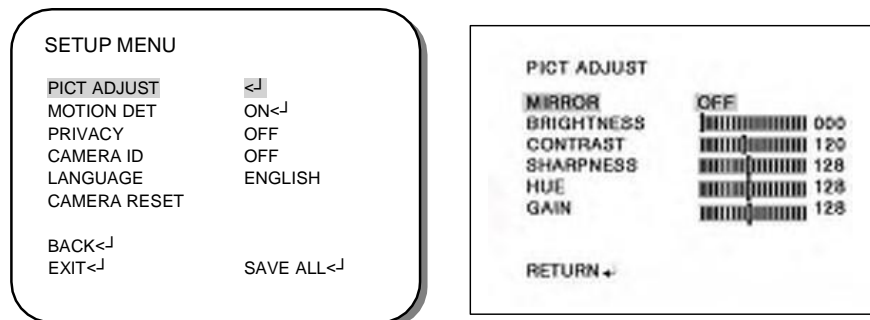 SETUP MENU
PICT ADJUST <┘
MOTION DET ON<┘
PRIVACY OFF
CAMERA ID OFF
LANGUAGE ENGLISH
CAMERA RESET
BACK<┘
EXIT<┘ SAVE ALL<┘
PICT ADJUST
MIRROR OFF
BRIGHTNESS 000
CONTRAST 120
SHARPNESS 128
HUE 128
GAIN 128
RETURN↵